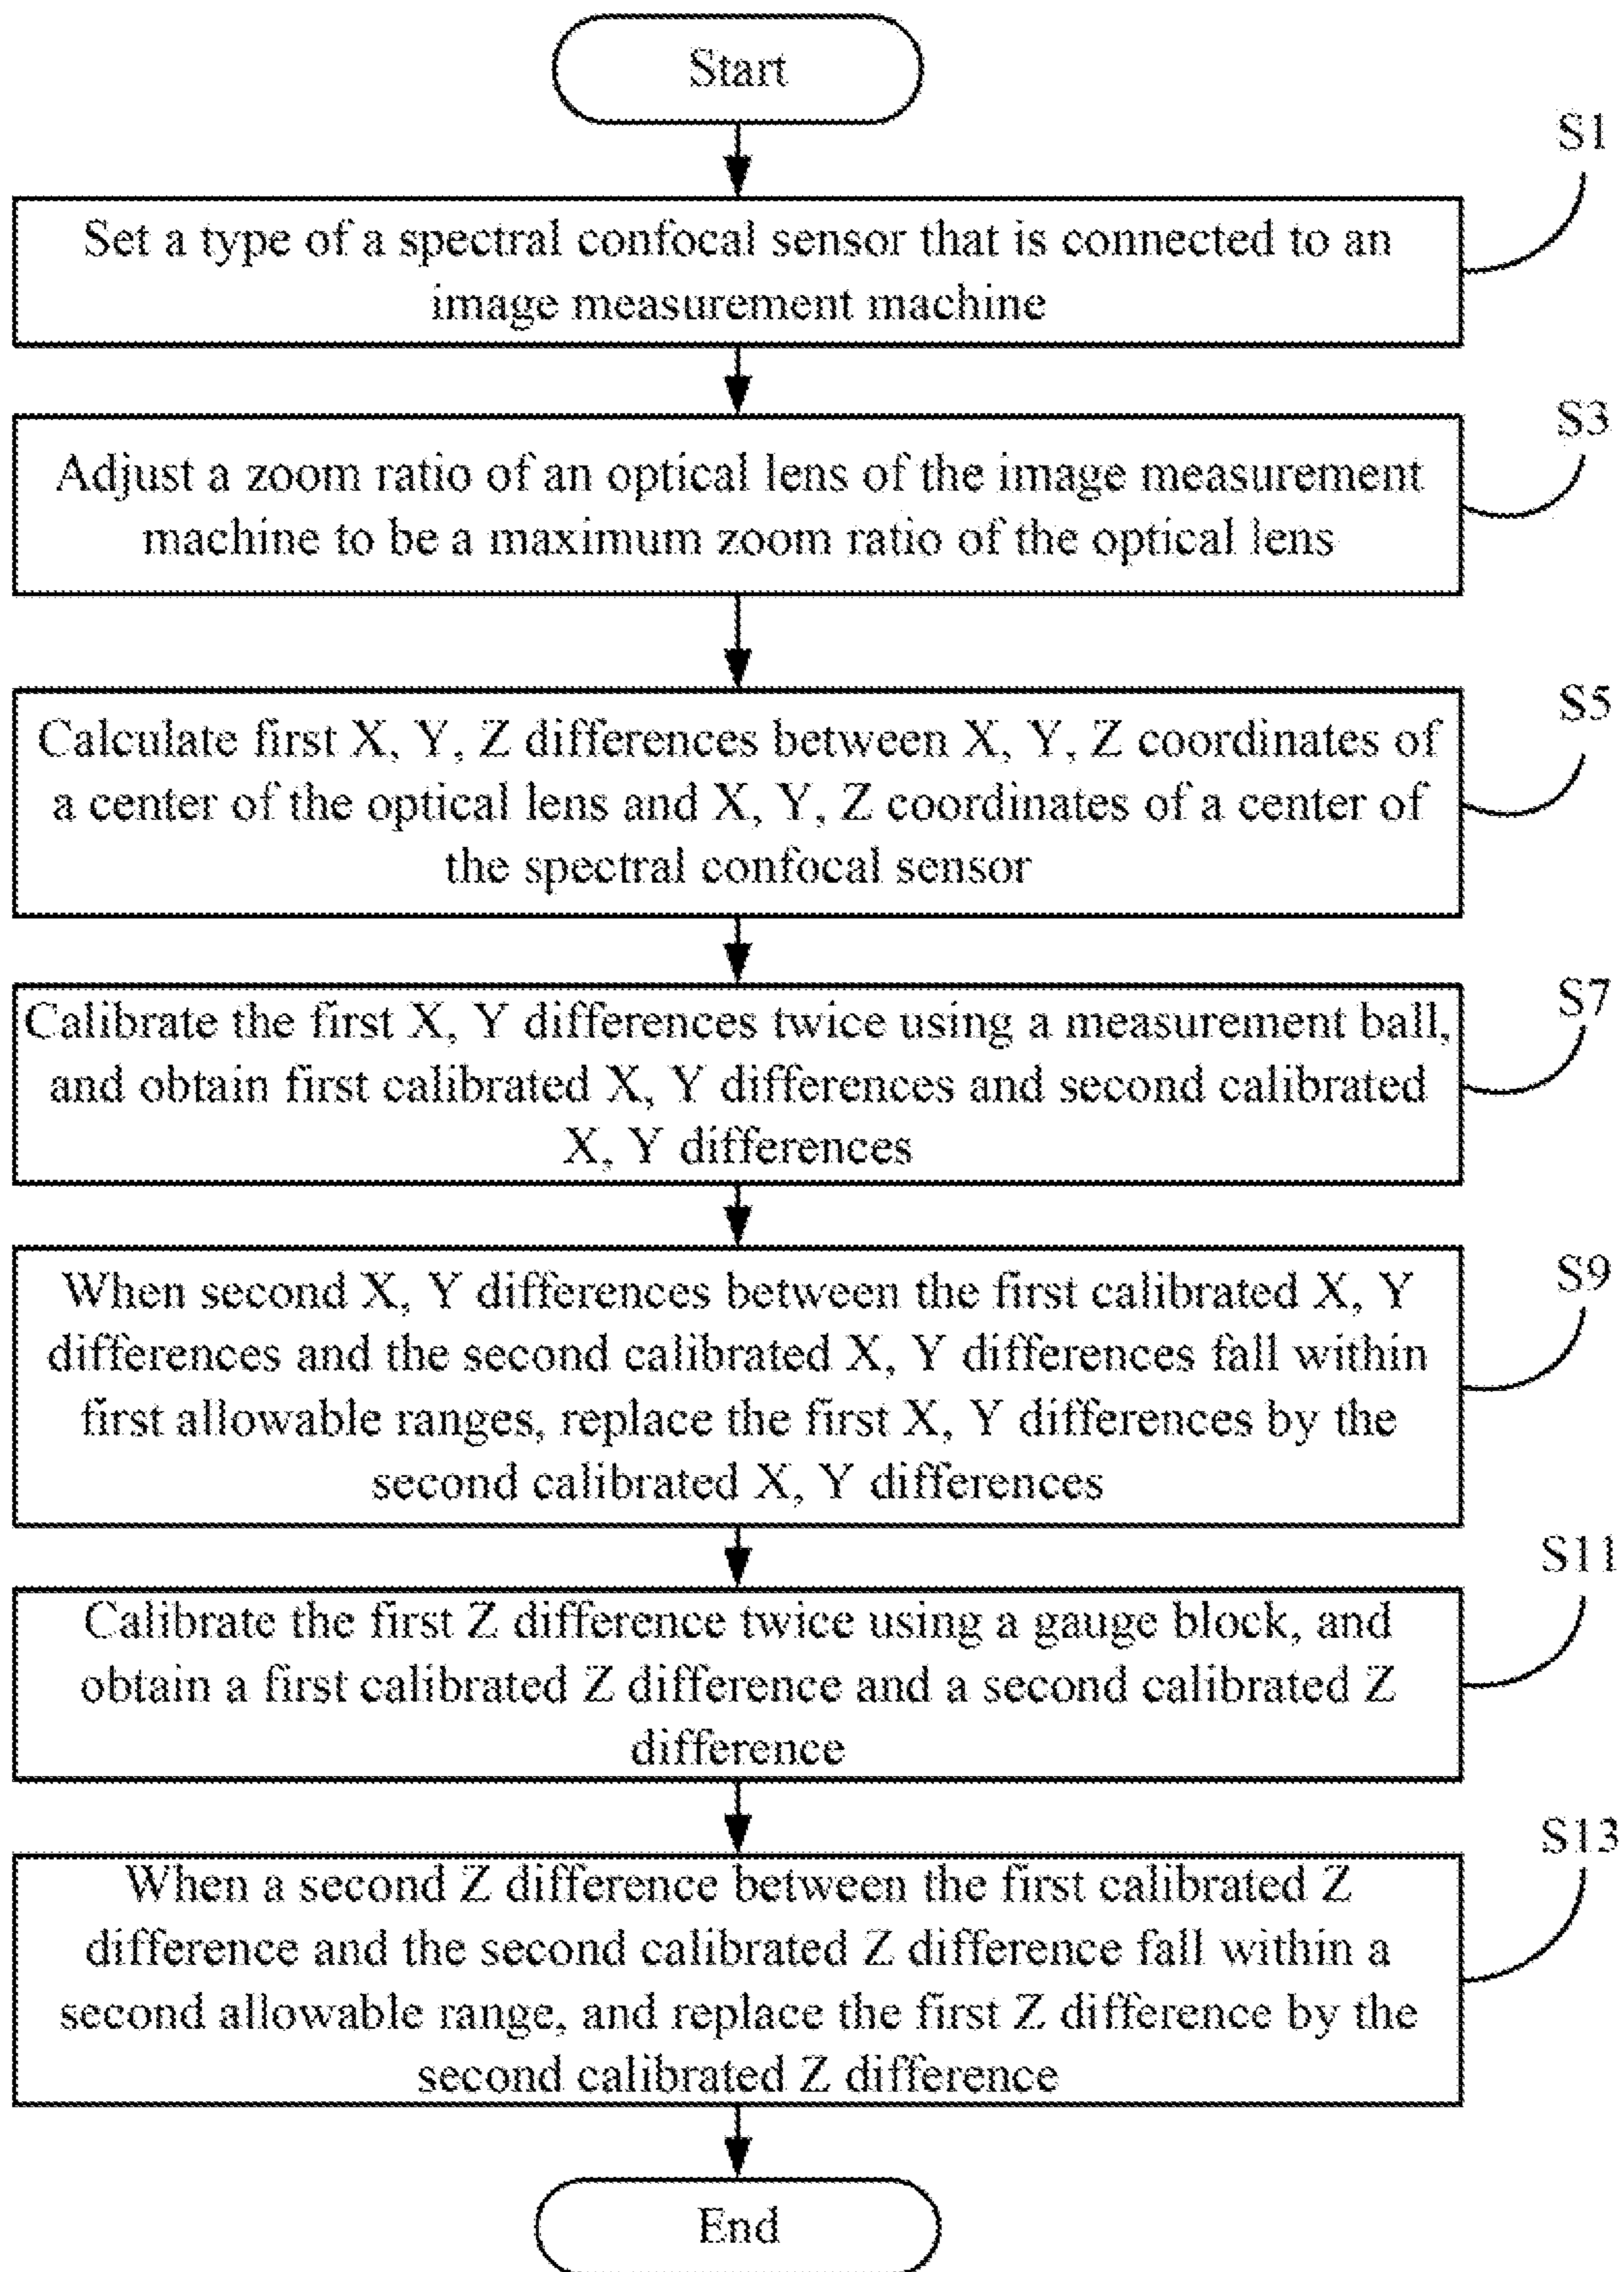 Start
S1
Set a type of a spectral confocal sensor that is connected to an
image measurement machine
S3
Adjust a zoom ratio of an optical lens of the image measurement
machine to be a maximum zoom ratio of the optical lens
S5
Calculate first X, Y, Z differences between X, Y, Z coordinates of
a center of the optical lens and X, Y, Z coordinates of a center of
the spectral confocal sensor
S7
Calibrate the first X, Y differences twice using a measurement ball,
and obtain first calibrated X, Y differences and second calibrated
X, Y differences
S9
When second X, Y differences between the first calibrated X, Y
differences and the second calibrated X, Y differences fall within
first allowable ranges, replace the first X, Y differences by the
second calibrated X, Y differences
S11
Calibrate the first Z difference twice using a gauge block, and
obtain a first calibrated Z difference and a second calibrated Z
difference
S13
When a second Z difference between the first calibrated Z
difference and the second calibrated Z difference fall within a
second allowable range, and replace the first Z difference by the
second calibrated Z difference
End